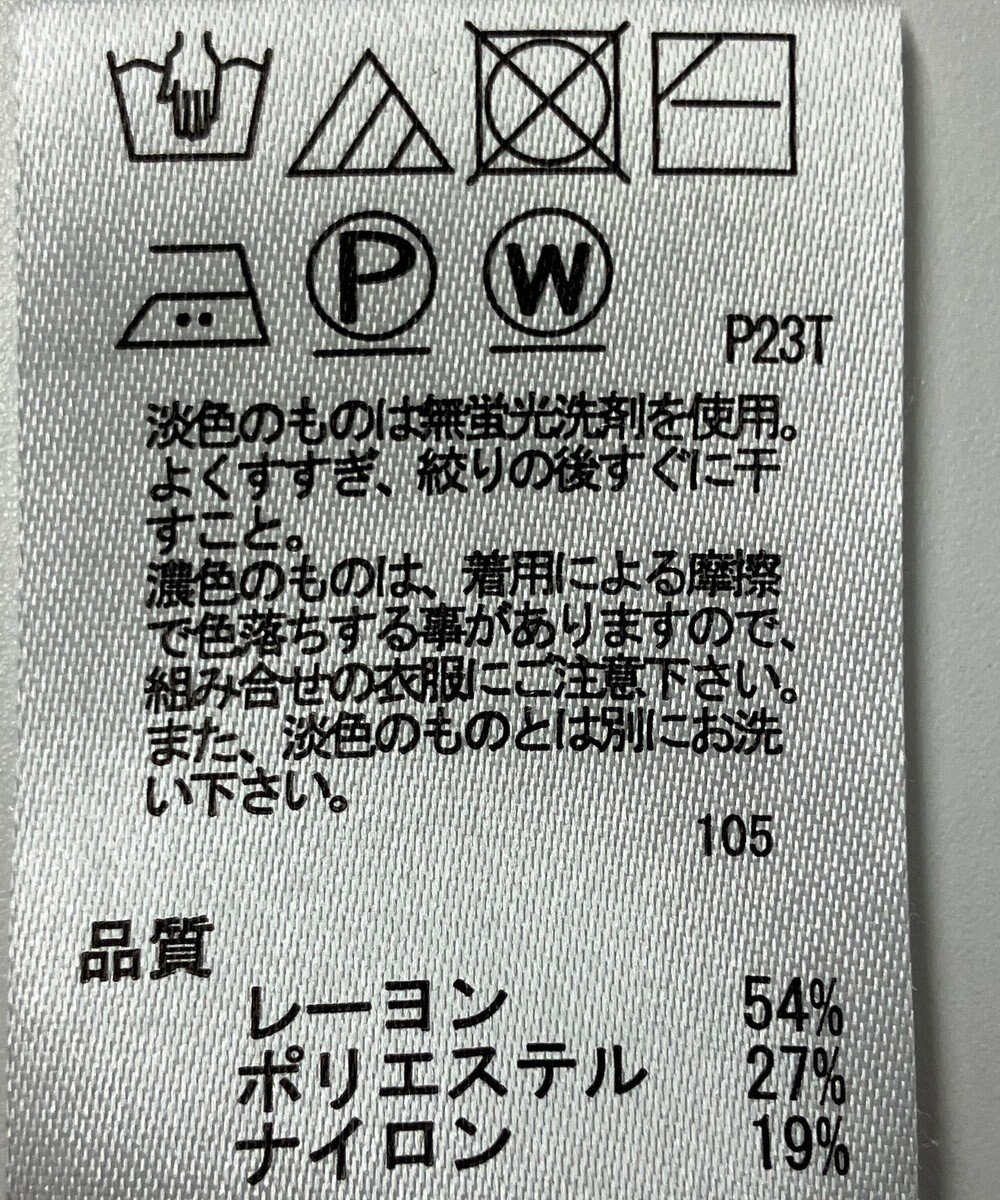 P W
P23T
淡色のものは無蛍光洗剤を使用。
よくすすぎ、絞りの後すぐに干
すこと。
濃色のものは、着用による摩擦
で色落ちする事がありますので、
組み合せの衣服にご注意下さい。
また、淡色のものとは別にお洗
い下さい。
105
品質
レーヨン 54%
ポリエステル 27%
ナイロン 19%